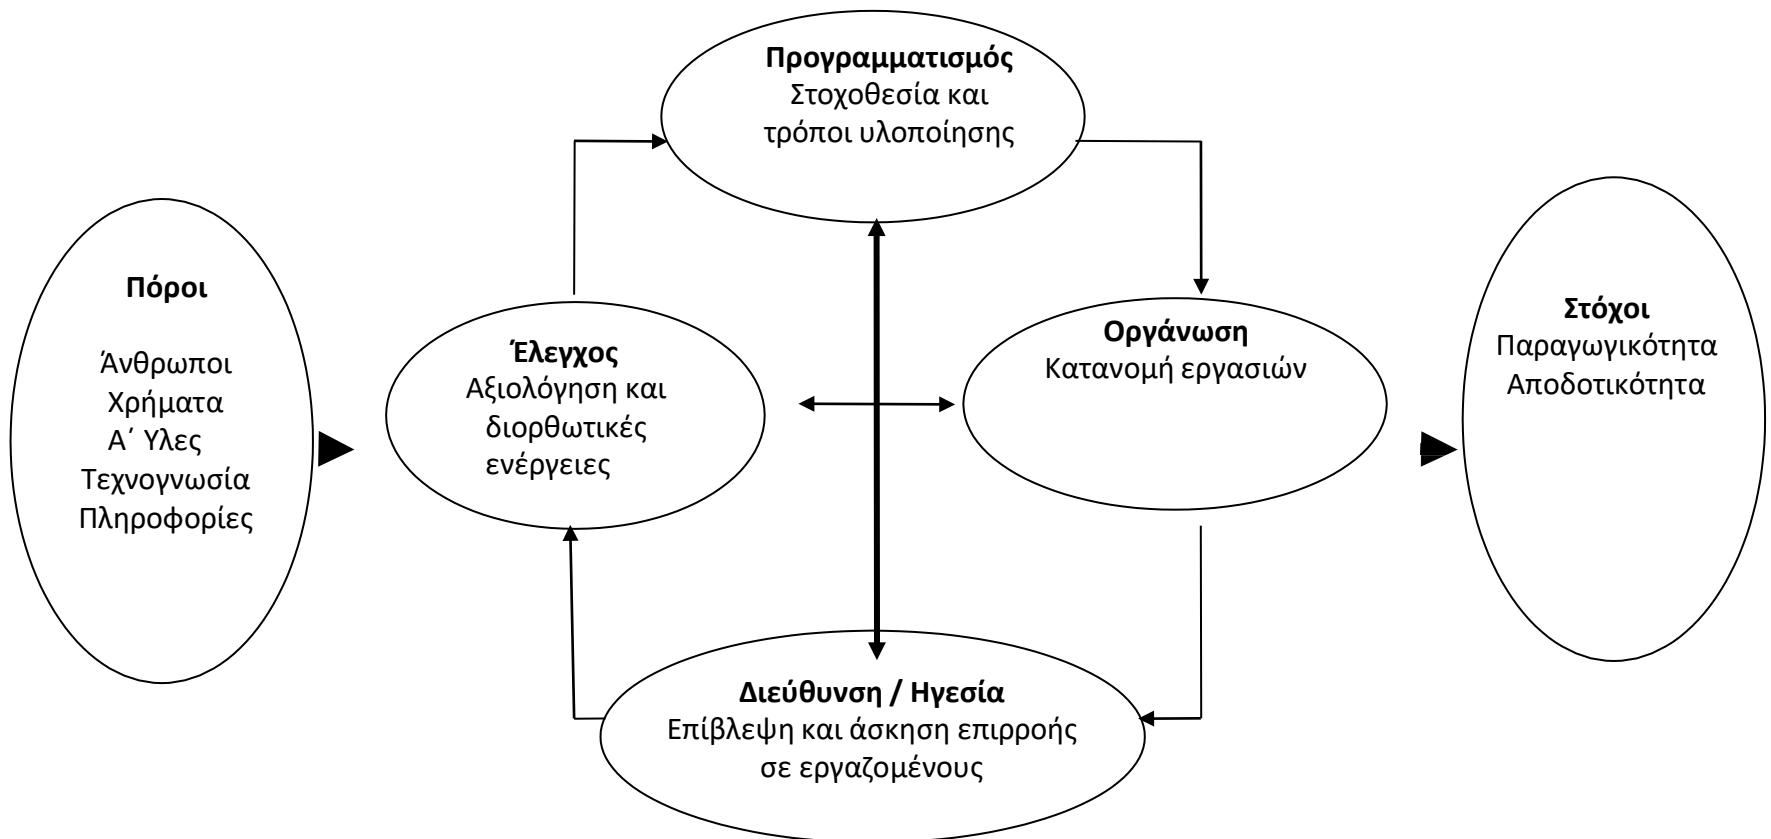 Προγραμματισμός
Στοχοθεσία και
τρόποι υλοποίησης
Πόροι
Άνθρωποι
Χρήματα
Α΄ Υλες
Τεχνογνωσία
Πληροφορίες
Έλεγχος
Αξιολόγηση και
διορθωτικές
ενέργειες
Οργάνωση
Κατανομή εργασιών
Στόχοι
Παραγωγικότητα
Αποδοτικότητα
Διεύθυνση / Ηγεσία
Επίβλεψη και άσκηση επιρροής
σε εργαζομένους